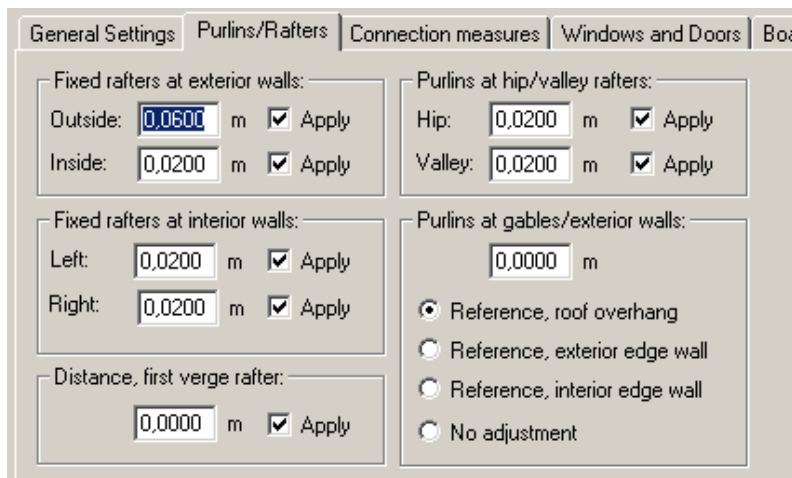 General Settings Purlins/Rafters Connection measures Windows and Doors
Fixed rafters at exterior walls:
Outside: 0,0600 m Apply
Inside: 0,0200 m Apply
Fixed rafters at interior walls:
Left: 0,0200 m Apply
Right: 0,0200 m Apply
Distance, first verge rafter:
0,0000 m Apply
Purlins at hip/valley rafters:
Hip: 0,0200 m Apply
Valley: 0,0200 m Apply
Purlins at gables/exterior walls:
0,0000 m
Reference, roof overhang
Reference, exterior edge wall
Reference, interior edge wall
No adjustment